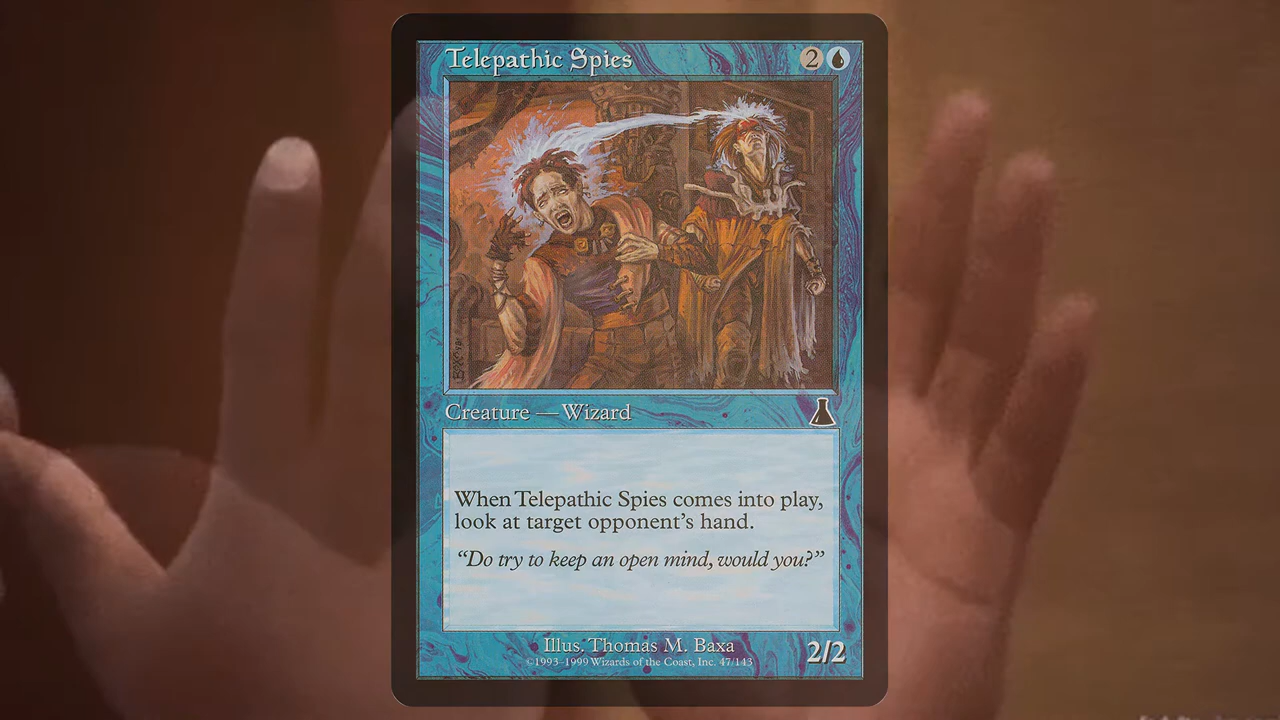 Telepathic Spies 2
Creature — Wizard
When Telepathic Spies comes into play,
look at target opponent's hand.
“Do try to keep an open mind, would you?”
Illus. Thomas M. Baxa
©1993–1999 Wizards of the Coast, Inc. 47/143
2/2